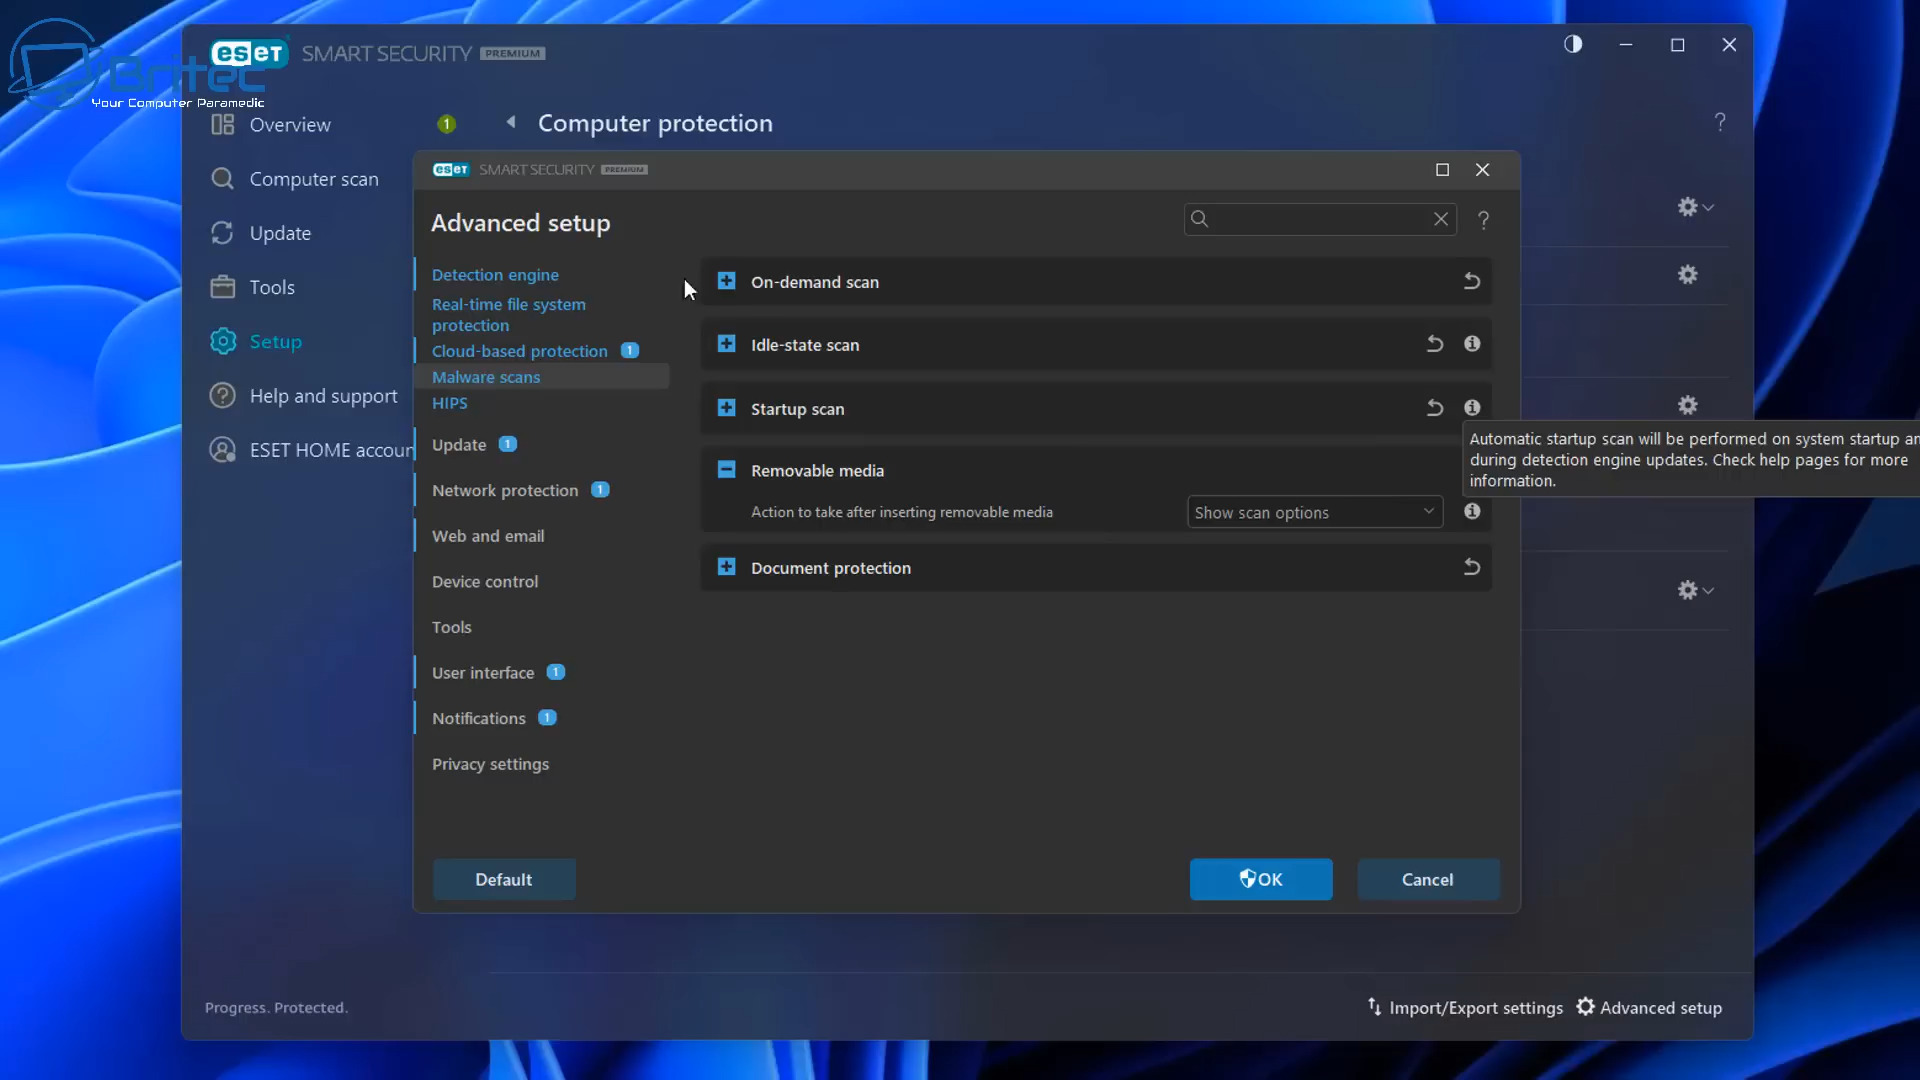 eset SMART SECURITY PREMIUM
Britec
Your Computer Paramedic
Overview
1
Computer protection
?
Computer scan
Update
Tools
Setup
Help and support
ESET HOME accoun
eset SMART SECURITY PREMIUM
Advanced setup
?
Detection engine
Real-time file system
protection
Cloud-based protection 1
Malware scans
HIPS
Update 1
Network protection 1
Web and email
Device control
Tools
User interface 1
Notifications 1
Privacy settings
On-demand scan
Idle-state scan
Startup scan
Automatic startup scan will be performed on system startup an
during detection engine updates. Check help pages for more
information.
Removable media
Action to take after inserting removable media
Show scan options
Document protection
Default
OK
Cancel
Progress. Protected.
Import/Export settings
Advanced setup